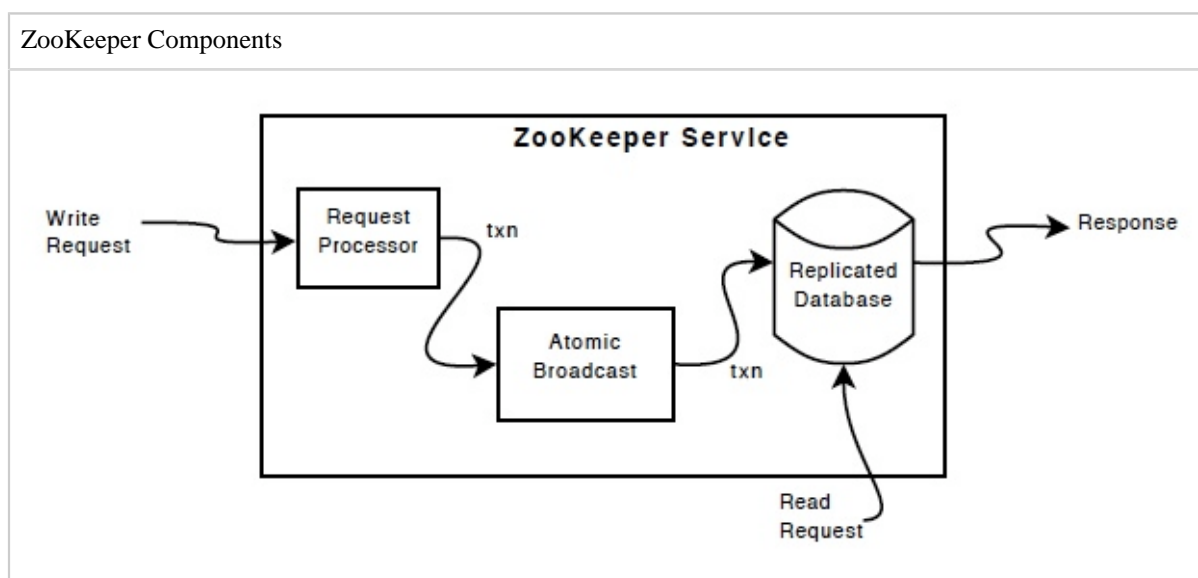 ZooKeeper Components
ZooKeeper Service
Write
Request
Request
Processor
txn
Atomic
Broadcast
txn
Replicated
Database
Response
Read
Request